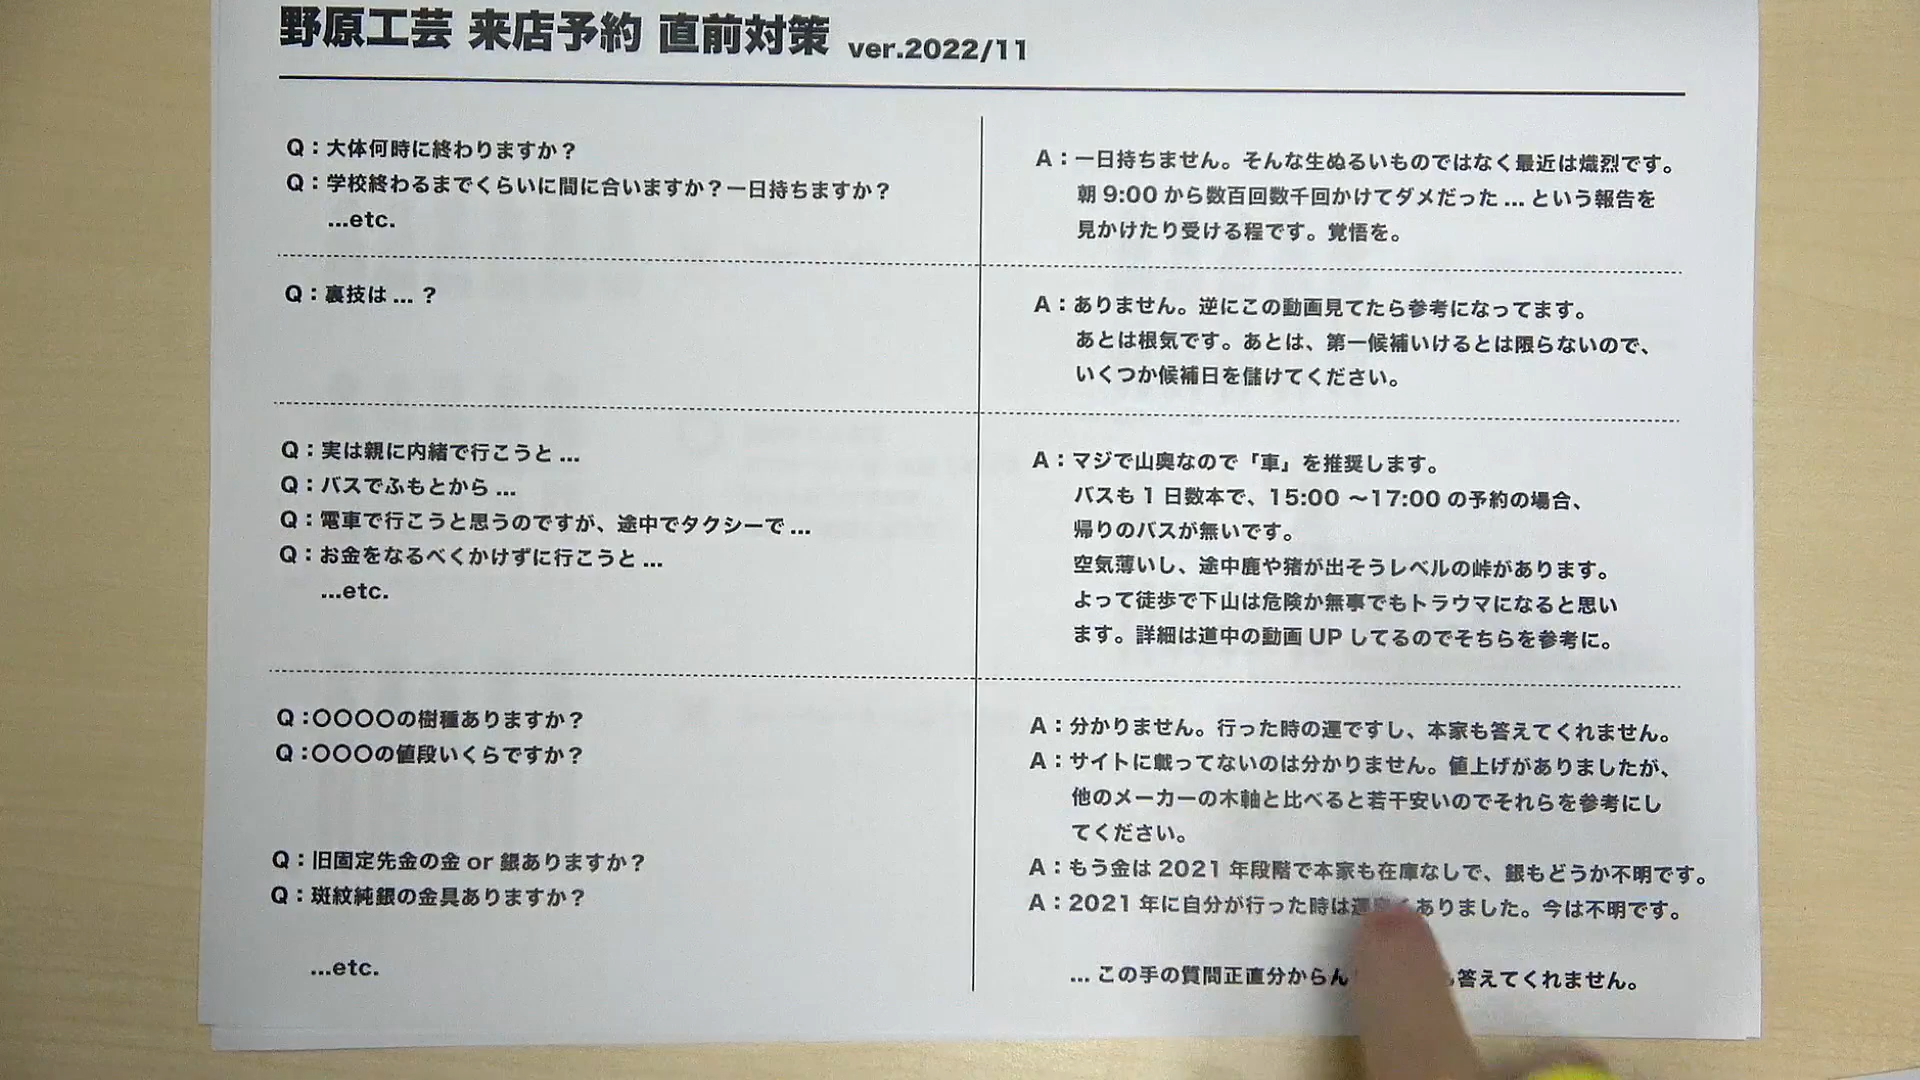 野原工芸 来店予約 直前対策 ver.2022/11
Q：大体何時に終わりますか？
Q：学校終わるまでくらいに間に合いますか？一日持ちますか？
...etc.
A：一日持ちません。そんな生ぬるいものではなく最近は熾烈です。
朝 9:00 から数百回数千回かけてダメだった ... という報告を
見かけたり受ける程です。覚悟を。
Q：裏技は ... ？
A：ありません。逆にこの動画見てたら参考になってます。
あとは根気です。あとは、第一候補いけるとは限らないので、
いくつか候補日を儲けてください。
Q：実は親に内緒で行こうと ...
Q：バスでふもとから ...
Q：電車で行こうと思うのですが、途中でタクシーで ...
Q：お金をなるべくかけずに行こうと ...
...etc.
A：マジで山奥なので「車」を推奨します。
バスも 1 日数本で、15:00 ～17:00 の予約の場合、
帰りのバスが無いです。
空気薄いし、途中鹿や猪が出そうレベルの峠があります。
よって徒歩で下山は危険か無事でもトラウマになると思い
ます。詳細は道中の動画 UP してるのでそちらを参考に。
Q：〇〇〇〇の樹種ありますか？
Q：〇〇〇の値段いくらですか？
A：分かりません。行った時の運ですし、本家も答えてくれません。
A：サイトに載ってないのは分かりません。値上げがありましたが、
他のメーカーの木軸と比べると若干安いのでそれらを参考にし
てください。
Q：旧固定先金の金 or 銀ありますか？
Q：斑紋純銀の金具ありますか？
...etc.
A：もう金は 2021 年段階で本家も在庫なしで、銀もどうか不明です。
A：2021 年に自分が行った時は運良くありました。今は不明です。
... この手の質問正直分からん 答えてくれません。